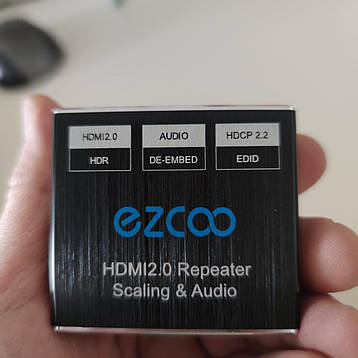 HDMI2.0 AUDIO HDCP 2.2
HDR DE-EMBED EDID
ezcoo
HDMI2.0 Repeater
Scaling & Audio